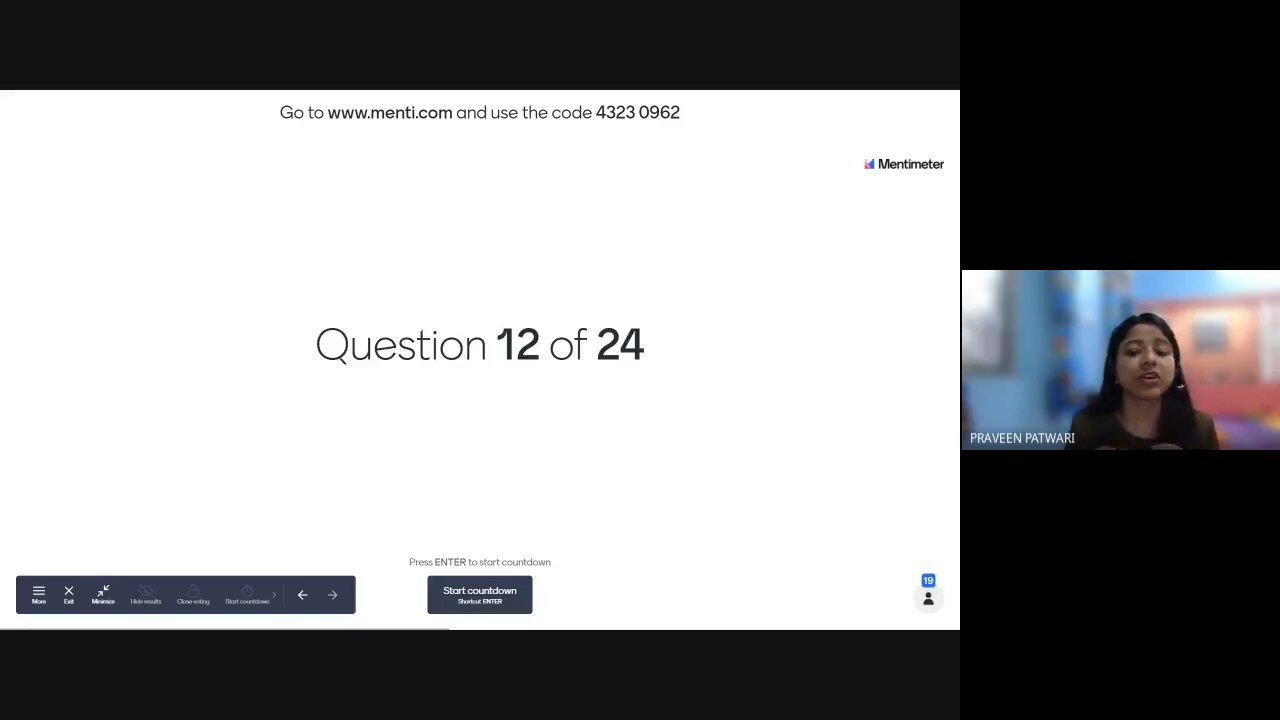 Go to www.menti.com and use the code 4323 0962
Mentimeter
Question 12 of 24
PRAVEEN PATWARI
Press ENTER to start countdown
Start countdown
Shortcut ENTER
More
Exit
Minimize
Hide results
Close voting
Start countdown
19